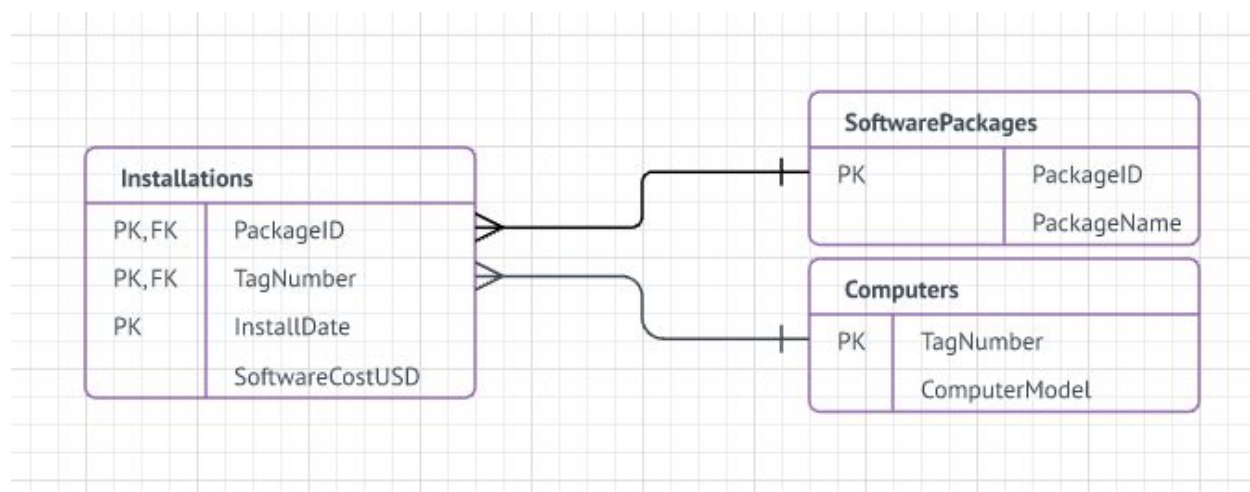 Installations
PK,FK PackageID
PK,FK TagNumber
PK InstallDate
SoftwareCostUSD
SoftwarePackages
PK PackageID
PackageName
Computers
PK TagNumber
ComputerModel